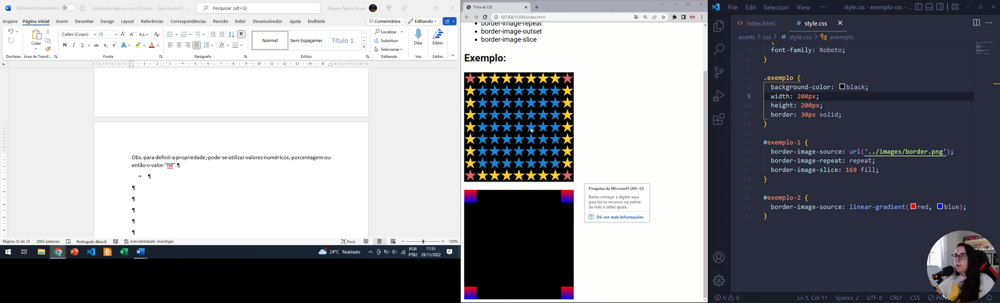 Salvamento Automático
Estilizações básicas com CSS.docx • Salvo neste PC
Pesquisar (Alt+G)
Brayan Petrick Souza
Arquivo Página Inicial Inserir Desenhar Design Layout Referências Correspondências Revisão Exibir Desenvolvedor Ajuda EndNote
Comentários Editando
Calibri (Corpo) 13
Colar
Normal Sem Espaçamer Título 1
Localizar
Substituir
Selecionar
Ditar Editor
Desfazer Área de Transf... Fonte Parágrafo Estilos Editando Voz Editor
Obs. para definir a propriedade, pode-se utilizar valores numéricos, porcentagem ou
então o valor "fill".¶
Página 25 de 25 2965 palavras Português (Brasil) Acessibilidade: investigar Foco 100%
24°C Nublado
POR
PTB2
11:55
29/11/2022
Trilha de CSS
127.0.0.1:5500/index.html
border-image-repeat
border-image-outset
border-image-slice
Exemplo:
Pesquisa da Microsoft (Alt+G)
Basta começar a digitar aqui
para ter os recursos na palma
da mão e obter ajuda.
Dê-me mais informações
File Edit Selection View ··· style.css - exemplo-css - ...
index.html # style.css
assets > css > # style.css > .exemplo
{
4 font-family: Roboto;
5 }
6
7 .exemplo {
8 background-color: black;
9 width: 200px;
10 height: 200px;
11 border: 30px solid;
12 }
13
14 #exemplo-1 {
15 border-image-source: url('../images/border.png');
16 border-image-repeat: repeat;
17 border-image-slice: 169 fill;
18 }
19
20 #exemplo-2 {
21 border-image-source: linear-gradient(red, blue);
22 }
0 0 Ln 9, Col 11 Spaces: 2 UTF-8 CRLF CSS